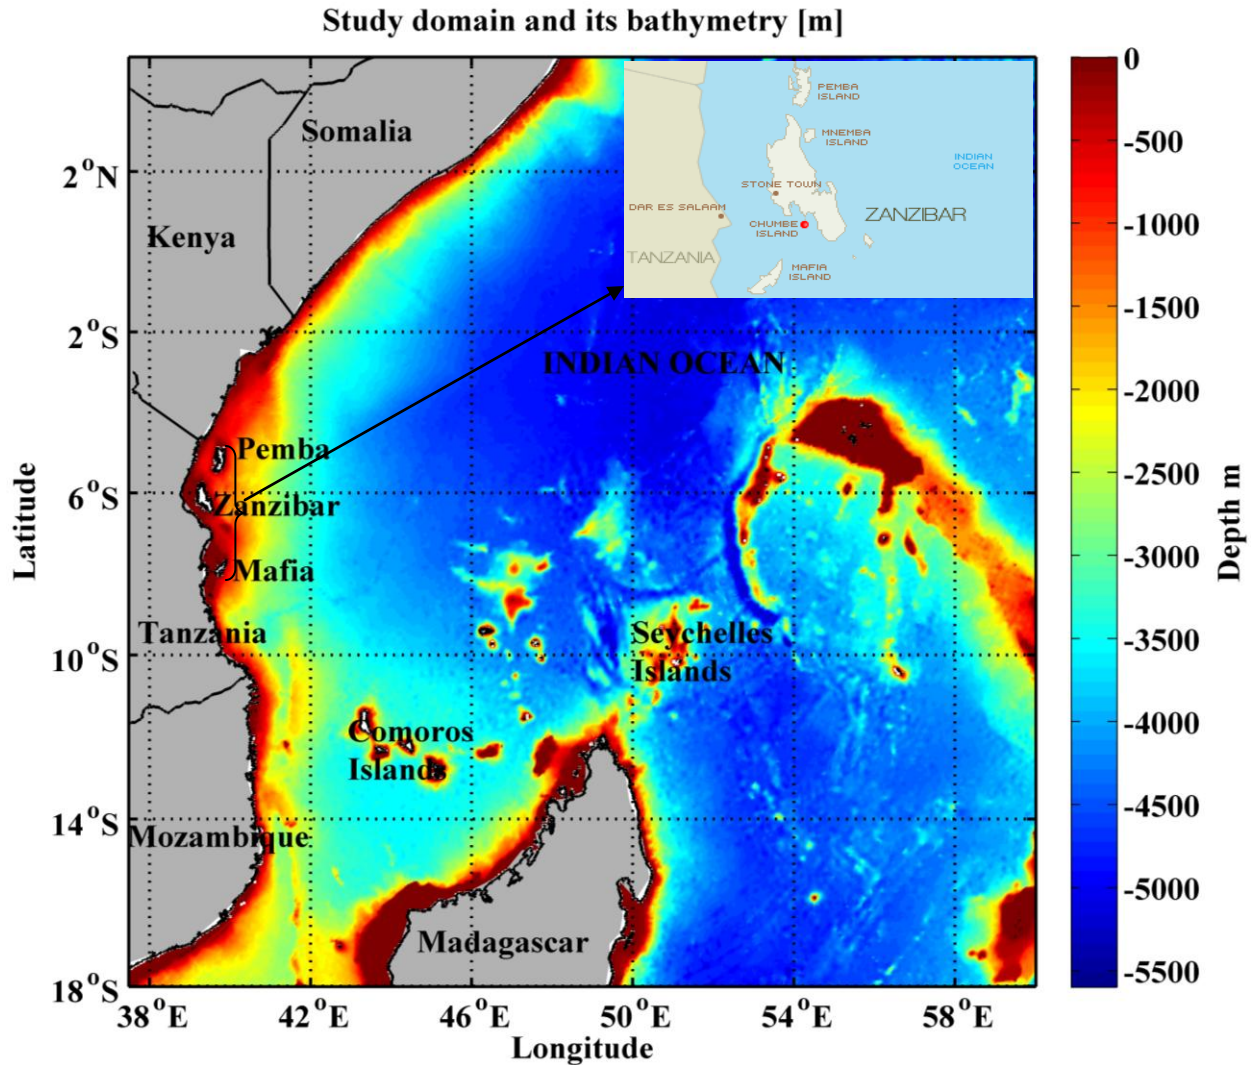 Study domain and its bathymetry [m]
Somalia
2°N
Kenya
2°S
INDIAN OCEAN
Pemba
6°S
Zanzibar
Mafia
Tanzania
Seychelles
Islands
10°S
Comoros
Islands
14°S
Mozambique
Madagascar
18°S
38°E
42°E
46°E
50°E
54°E
58°E
Longitude
Latitude
PEMBA
ISLAND
MNEMBA
ISLAND
INDIAN
OCEAN
STONE TOWN
DAR ES SALAAM
ZANZIBAR
CHUMBE
ISLAND
TANZANIA
MAFIA
ISLAND
0
-500
-1000
-1500
-2000
-2500
-3000
-3500
-4000
-4500
-5000
-5500
Depth m